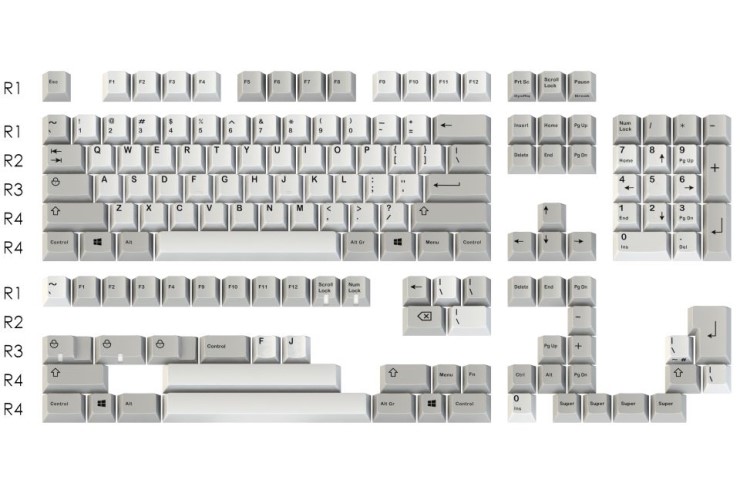 R1 Esc F1 F2 F3 F4 F5 F6 F7 F8 F9 F10 F11 F12 Prt Sc Scroll Lock Pause
R1 ~ ` ! 1 @ 2 # 3 $ 4 % 5 ^ 6 & 7 * 8 ( 9 ) 0 _ - + = ← Insert Home Pg Up Num Lock / * -
R2 Q W E R T Y U I O P { [ } ] | \ Delete End Pg Dn 7 Home 8 ↑ 9 Pg Up +
R3 A S D F G H J K L : ; " ' 4 ← 5 6 →
R4 ⇧ Z X C V B N M < , > . ? / ⇧ ↑ 1 End 2 ↓ 3 Pg Dn
R4 Control Alt Alt Gr Menu Control ← ↓ → 0 Ins . Del
R1 ~ ` F1 F2 F3 F4 F9 F10 F11 F12 Scroll Lock Num Lock ← | \ | \ Delete End Pg Dn
R2 | \ −
R3 Control F J Pg Up + | \
R4 ⇧ ⇧ Menu Fn Ctrl Alt Pg Dn ⇧ | \
R4 Control Alt Alt Gr Control 0 Ins Super Super Super Super